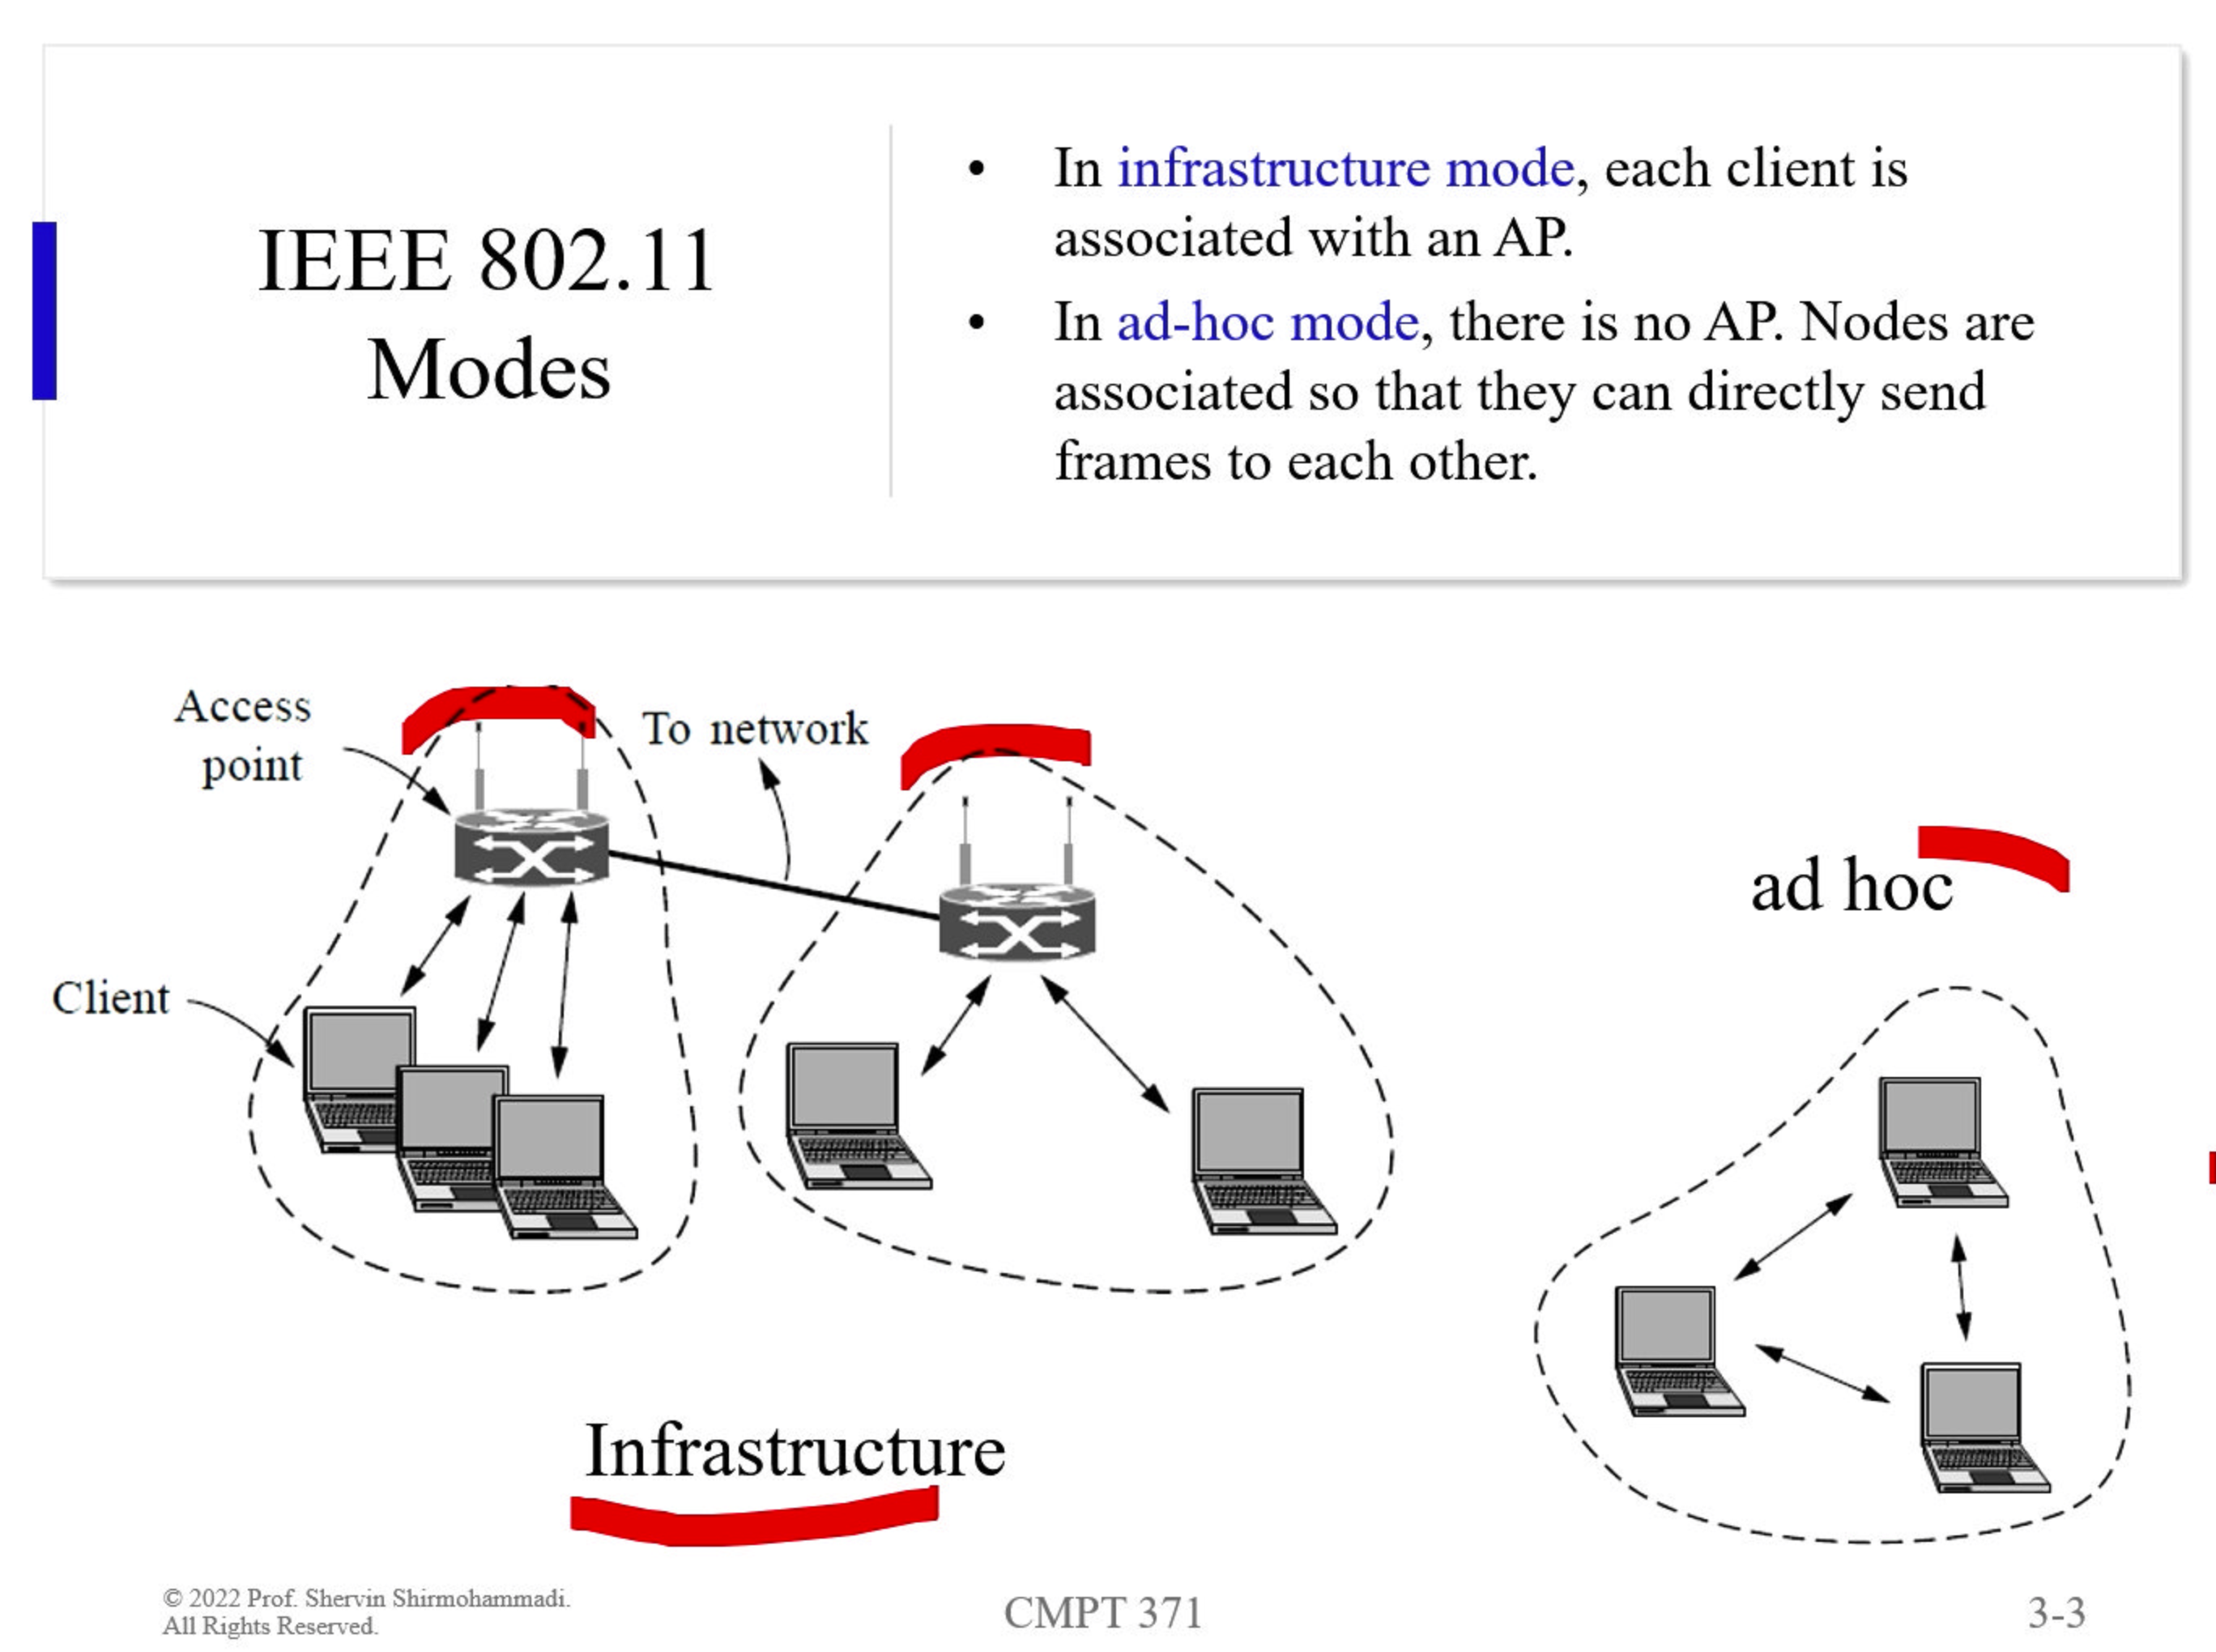 IEEE 802.11
Modes
• In infrastructure mode, each client is
associated with an AP.
• In ad-hoc mode, there is no AP. Nodes are
associated so that they can directly send
frames to each other.
Access
point
To network
ad hoc
Client
Infrastructure
© 2022 Prof. Shervin Shirmohammadi.
All Rights Reserved.
CMPT 371
3-3